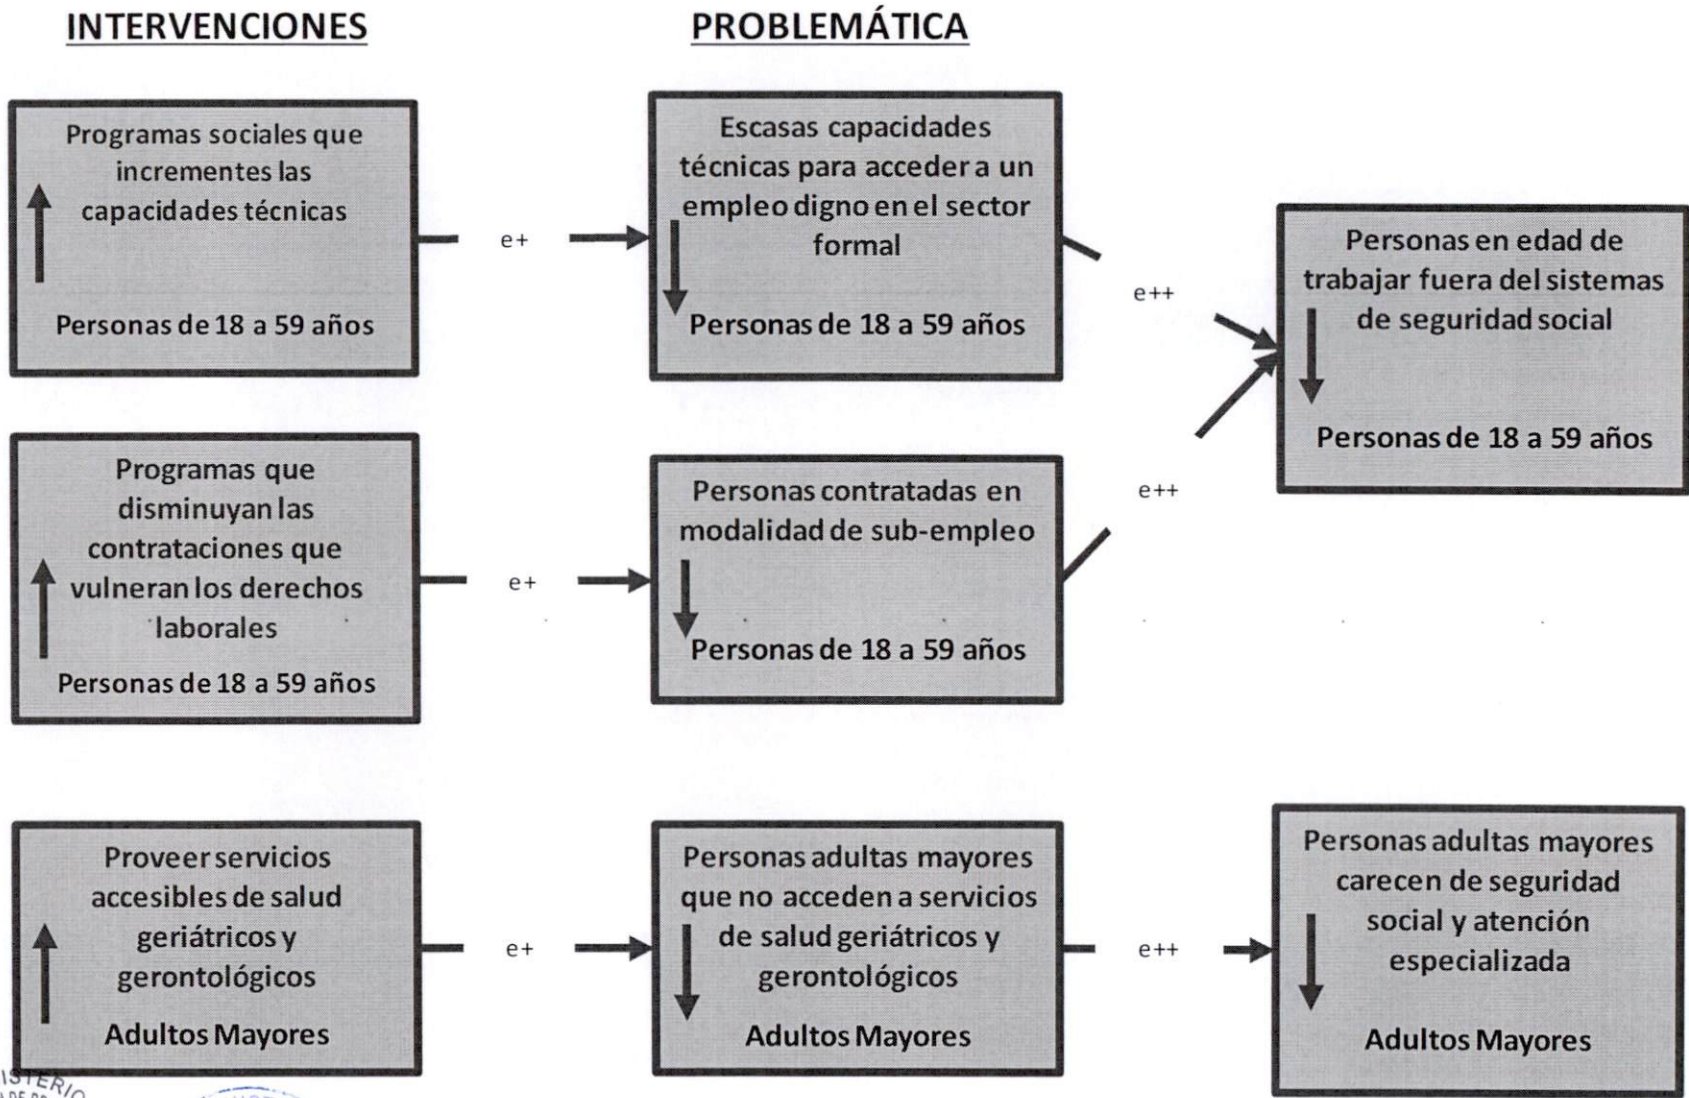 INTERVENCIONES
PROBLEMÁTICA
Programas sociales que
incrementes las
capacidades técnicas
Personas de 18 a 59 años
e+
Escasas capacidades
técnicas para acceder a un
empleo digno en el sector
formal
Personas de 18 a 59 años
e++
Personas en edad de
trabajar fuera del sistemas
de seguridad social
Personas de 18 a 59 años
Programas que
disminuyan las
contrataciones que
vulneran los derechos
laborales
Personas de 18 a 59 años
e+
Personas contratadas en
modalidad de sub-empleo
Personas de 18 a 59 años
e++
Proveer servicios
accesibles de salud
geriátricos y
gerontológicos
Adultos Mayores
e+
Personas adultas mayores
que no acceden a servicios
de salud geriátricos y
gerontológicos
Adultos Mayores
e++
Personas adultas mayores
carecen de seguridad
social y atención
especializada
Adultos Mayores